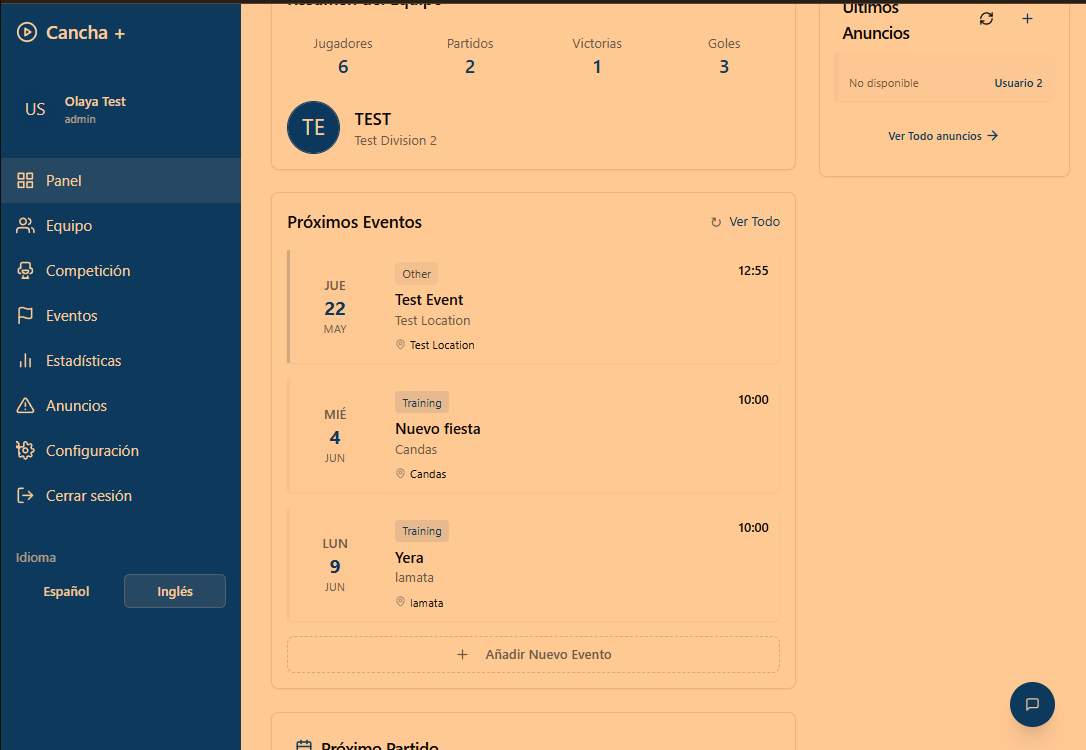 Cancha +
US
Olaya Test
admin
Panel
Equipo
Competición
Eventos
Estadísticas
Anuncios
Configuración
Cerrar sesión
Idioma
Español
Inglés
Resumen del Equipo
Jugadores
6
Partidos
2
Victorias
1
Goles
3
TE
TEST
Test Division 2
Próximos Eventos
Ver Todo
JUE
22
MAY
Other
Test Event
Test Location
Test Location
12:55
MIÉ
4
JUN
Training
Nuevo fiesta
Candas
Candas
10:00
LUN
9
JUN
Training
Yera
lamata
lamata
10:00
+ Añadir Nuevo Evento
Próximo Partido
Últimos
Anuncios
No disponible
Usuario 2
Ver Todo anuncios →